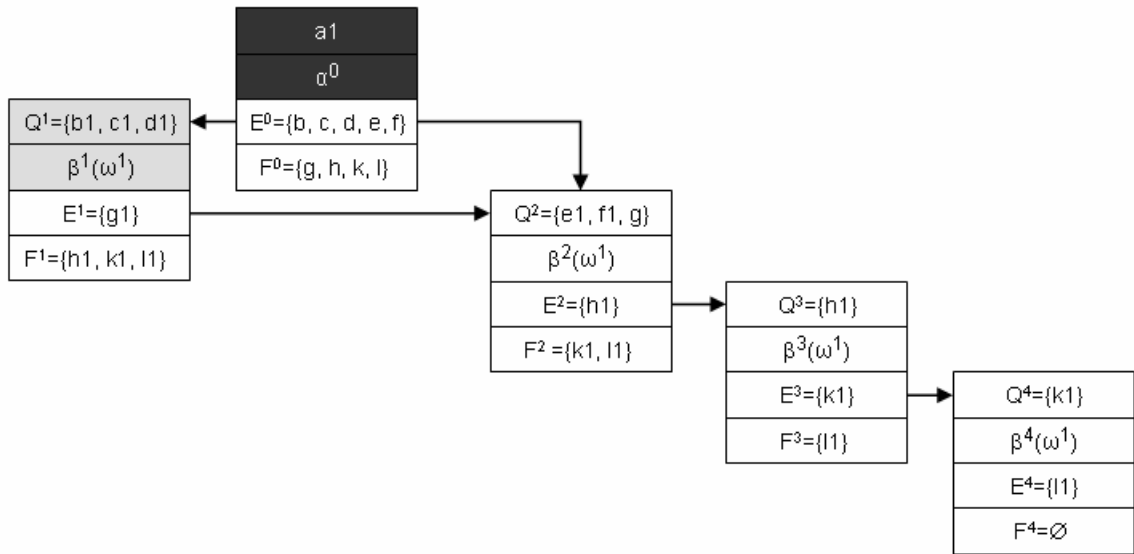 a1
α⁰
E⁰={b, c, d, e, f}
F⁰={g, h, k, l}
Q¹={b1, c1, d1}
β¹(ω¹)
E¹={g1}
F¹={h1, k1, l1}
Q²={e1, f1, g}
β²(ω¹)
E²={h1}
F² ={k1, l1}
Q³={h1}
β³(ω¹)
E³={k1}
F³={l1}
Q⁴={k1}
β⁴(ω¹)
E⁴={l1}
F⁴=∅